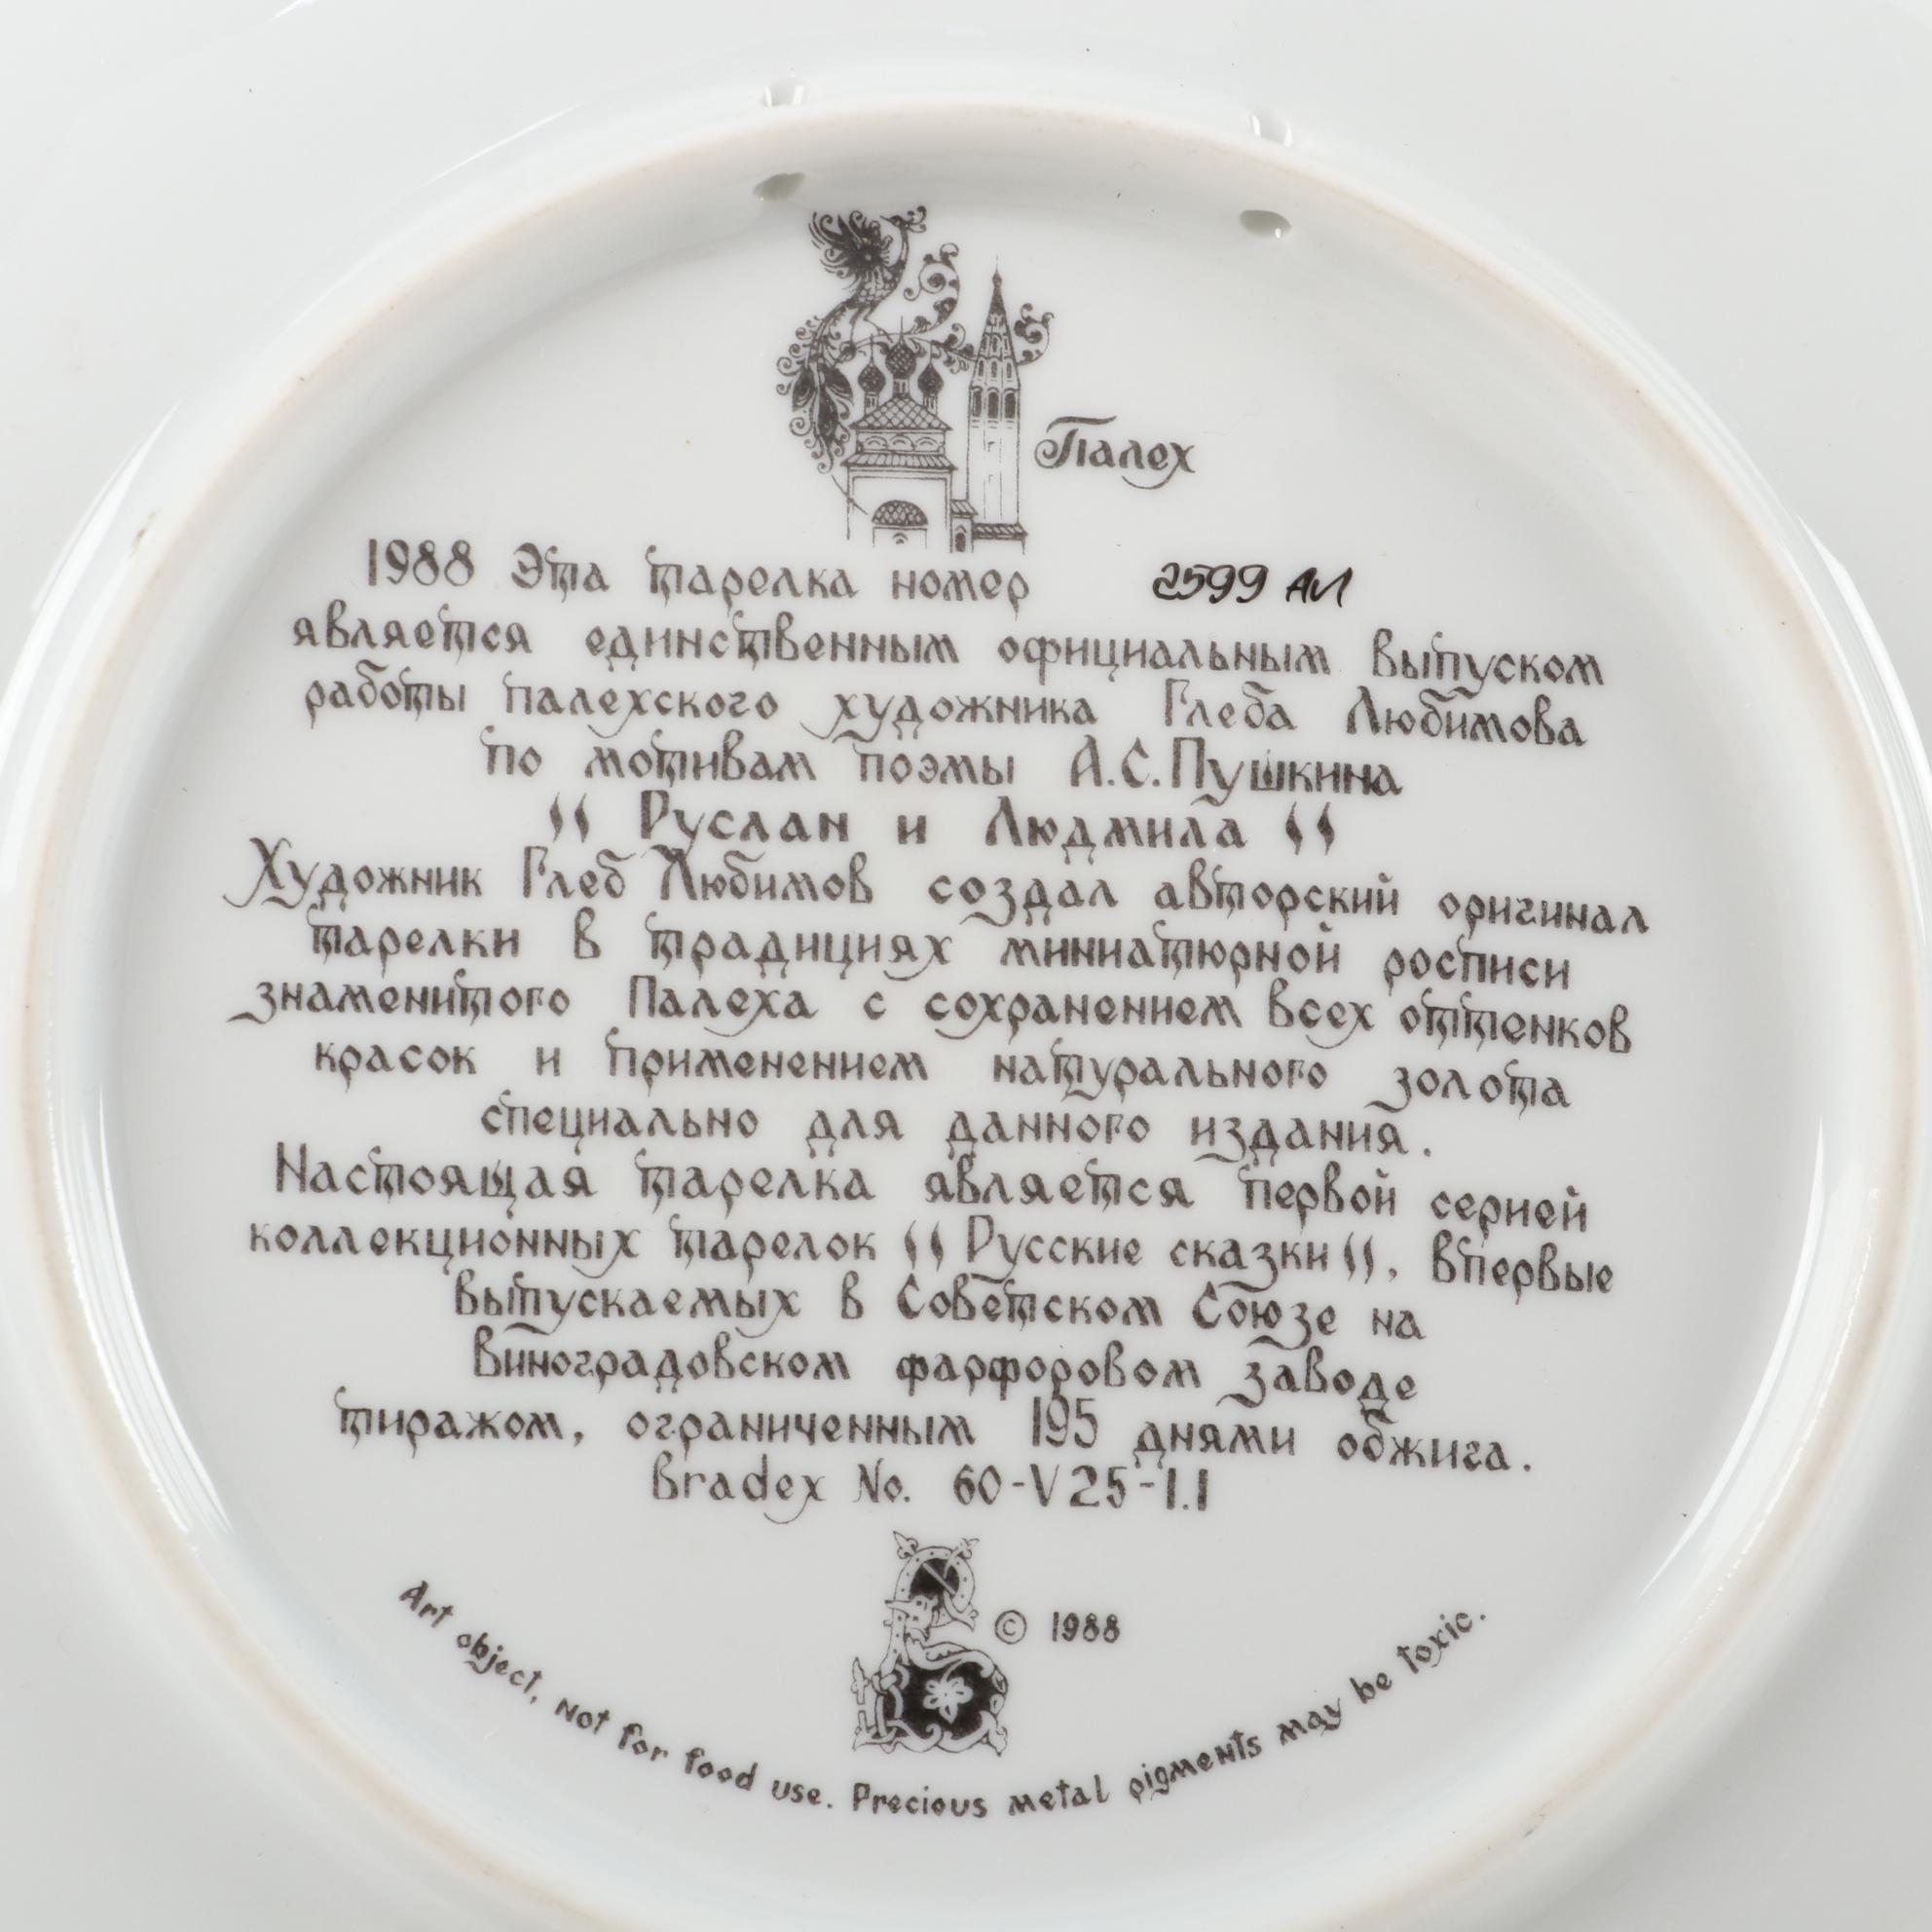 Палех
1988 Эта тарелка номер 2599 АИ
является единственным официальным выпуском
работы палехского художника Глеба Любимова
по мотивам поэмы А.С.Пушкина
"Руслан и Людмила"
Художник Глеб Любимов создал авторский оригинал
тарелки в традициях миниатюрной росписи
знаменитого Палеха с сохранением всех оттенков
красок и применением натурального золота
специально для данного издания.
Настоящая тарелка является первой серией
коллекционных тарелок "Русские сказки", впервые
выпускаемых в Советском Союзе на
Виноградовском фарфоровом заводе
тиражом, ограниченным 195 днями обжига.
Bradex No. 60-V25-1.1
© 1988
Art object, not for food use. Precious metal pigments may be toxic.